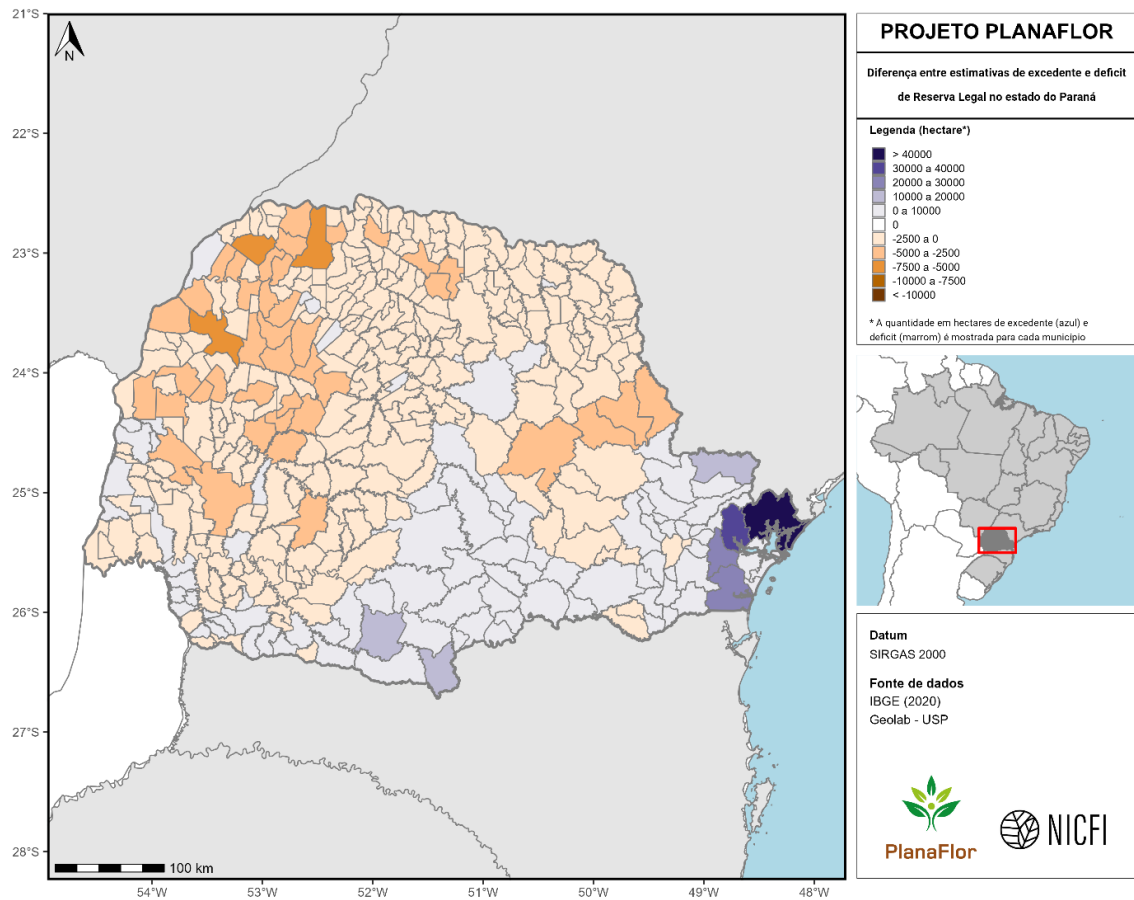 21°S
22°S
23°S
24°S
25°S
26°S
27°S
28°S
N
100 km
54°W
53°W
52°W
51°W
50°W
49°W
48°W
PROJETO PLANAFLOR
Diferença entre estimativas de excedente e deficit
de Reserva Legal no estado do Paraná
Legenda (hectare*)
> 40000
30000 a 40000
20000 a 30000
10000 a 20000
0 a 10000
0
-2500 a 0
-5000 a -2500
-7500 a -5000
-10000 a -7500
< -10000
* A quantidade em hectares de excedente (azul) e
deficit (marrom) é mostrada para cada município
Datum
SIRGAS 2000
Fonte de dados
IBGE (2020)
Geolab - USP
PlanaFlor
NICFI